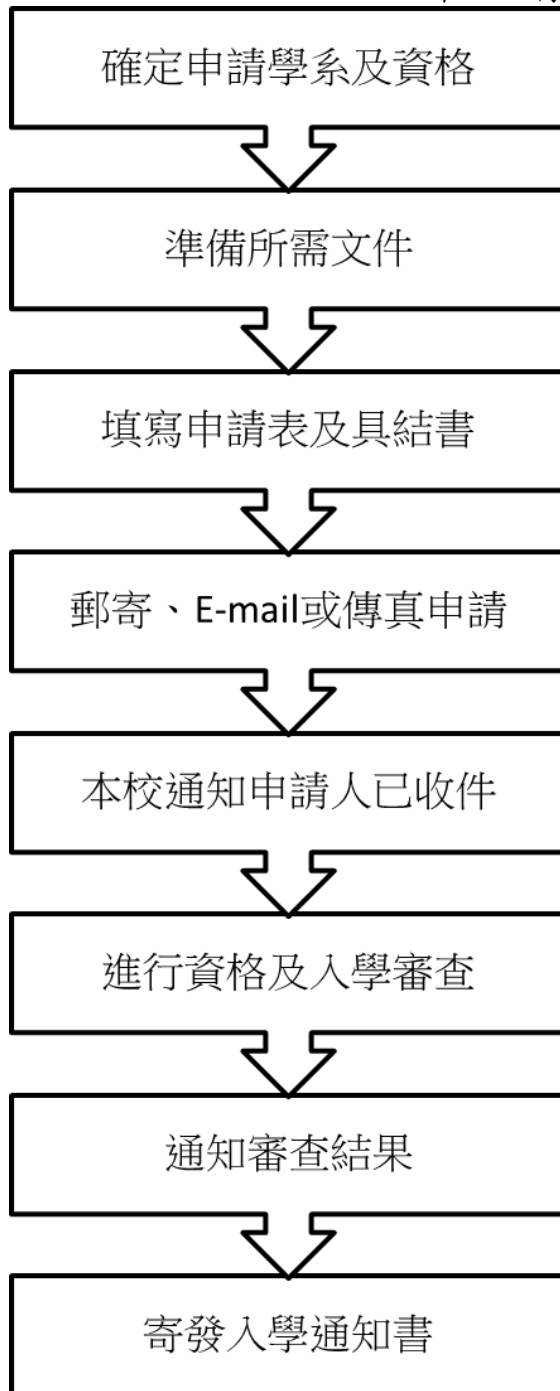 確定申請學系及資格
準備所需文件
填寫申請表及具結書
郵寄、E-mail或傳真申請
本校通知申請人已收件
進行資格及入學審查
通知審查結果
寄發入學通知書